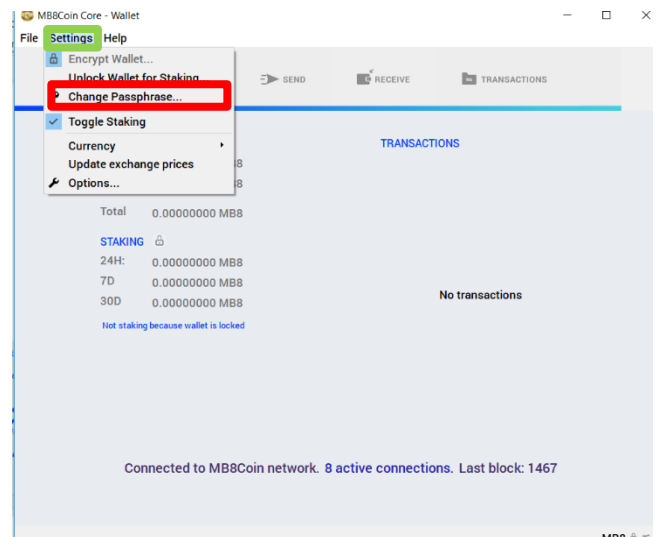 MB8Coin Core - Wallet
File Settings Help
Encrypt Wallet...
Unlock Wallet for Staking
SEND RECEIVE TRANSACTIONS
Change Passphrase...
Toggle Staking
TRANSACTIONS
Currency
Update exchange prices
Options...
Total 0.00000000 MB8
STAKING
24H: 0.00000000 MB8
7D 0.00000000 MB8
30D 0.00000000 MB8
No transactions
Not staking because wallet is locked
Connected to MB8Coin network. 8 active connections. Last block: 1467
MB8